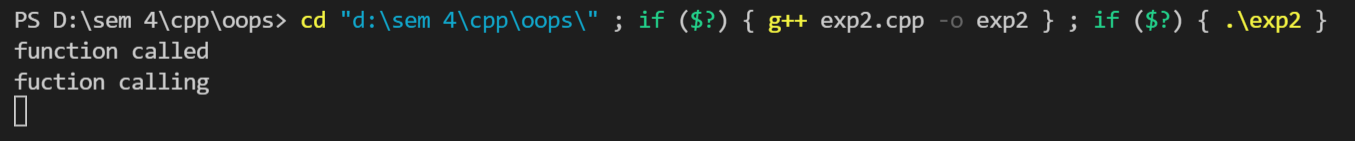 PS D:\sem 4\cpp\oops> cd "d:\sem 4\cpp\oops\" ; if ($?) { g++ exp2.cpp -o exp2 } ; if ($?) { .\exp2 }
function called
fuction calling